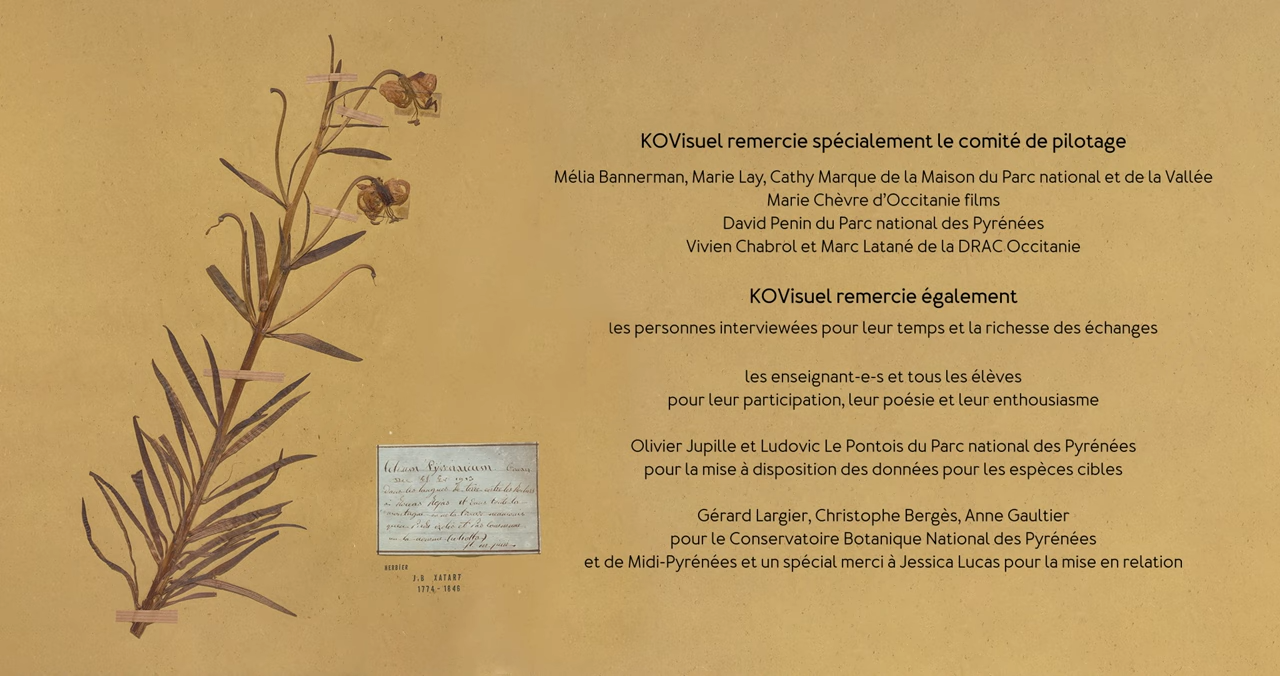 KOVisuel remercie spécialement le comité de pilotage
Mélia Bannerman, Marie Lay, Cathy Marque de la Maison du Parc national et de la Vallée
Marie Chèvre d'Occitanie films
David Penin du Parc national des Pyrénées
Vivien Chabrol et Marc Latané de la DRAC Occitanie
KOVisuel remercie également
les personnes interviewées pour leur temps et la richesse des échanges
les enseignant-e-s et tous les élèves
pour leur participation, leur poésie et leur enthousiasme
Olivier Jupille et Ludovic Le Pontois du Parc national des Pyrénées
pour la mise à disposition des données pour les espèces cibles
Gérard Largier, Christophe Bergès, Anne Gaultier
pour le Conservatoire Botanique National des Pyrénées
et de Midi-Pyrénées et un spécial merci à Jessica Lucas pour la mise en relation
HERBIER
J.B XATART
1774 - 1846